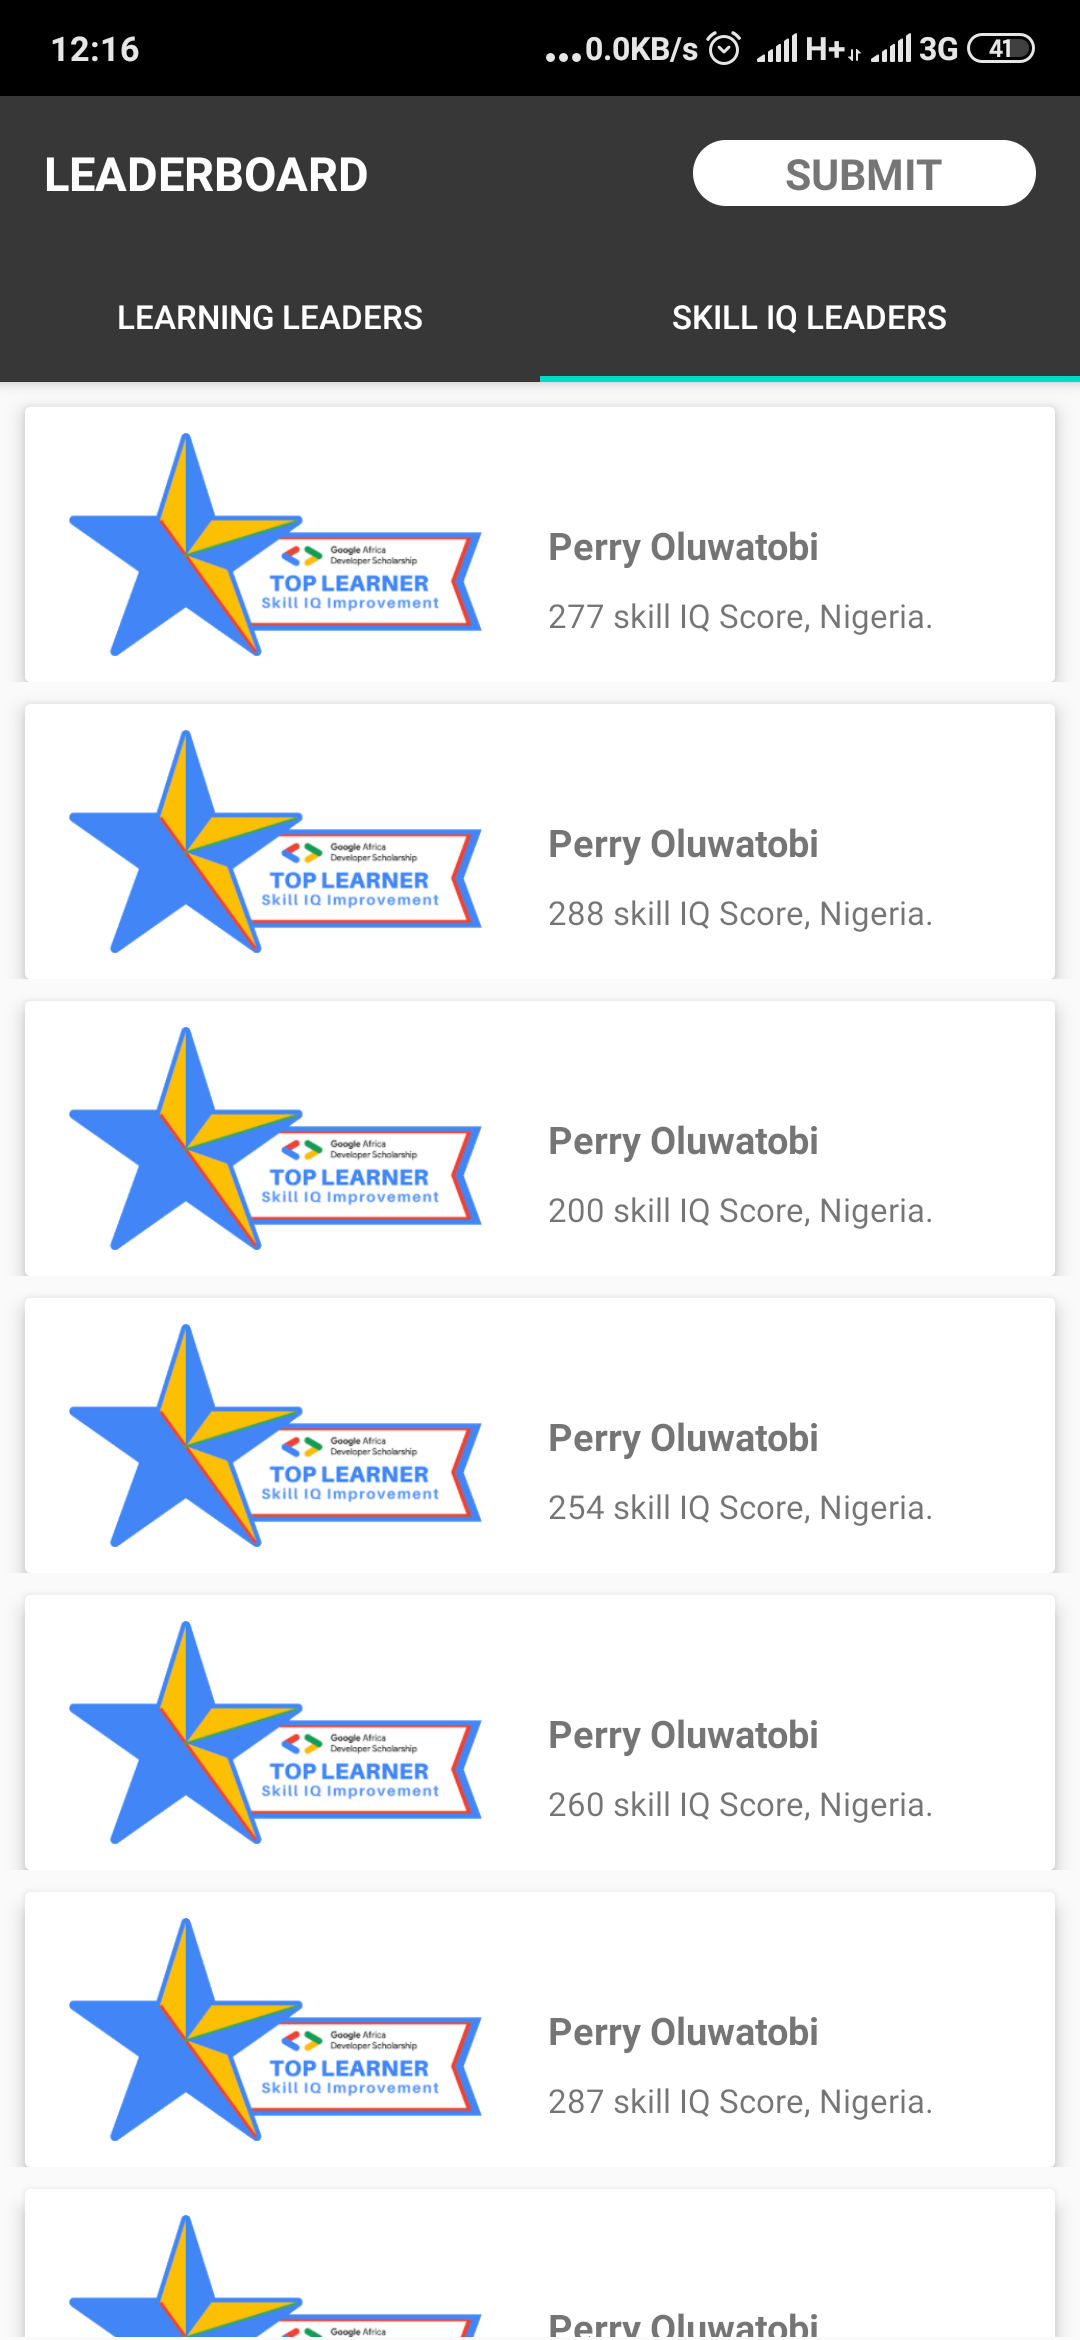 12:16
...0.0KB/s H+ 3G 41
LEADERBOARD
SUBMIT
LEARNING LEADERS
SKILL IQ LEADERS
Google Africa
Developer Scholarship
TOP LEARNER
Skill IQ Improvement
Perry Oluwatobi
277 skill IQ Score, Nigeria.
Google Africa
Developer Scholarship
TOP LEARNER
Skill IQ Improvement
Perry Oluwatobi
288 skill IQ Score, Nigeria.
Google Africa
Developer Scholarship
TOP LEARNER
Skill IQ Improvement
Perry Oluwatobi
200 skill IQ Score, Nigeria.
Google Africa
Developer Scholarship
TOP LEARNER
Skill IQ Improvement
Perry Oluwatobi
254 skill IQ Score, Nigeria.
Google Africa
Developer Scholarship
TOP LEARNER
Skill IQ Improvement
Perry Oluwatobi
260 skill IQ Score, Nigeria.
Google Africa
Developer Scholarship
TOP LEARNER
Skill IQ Improvement
Perry Oluwatobi
287 skill IQ Score, Nigeria.
Google Africa
Perry Oluwatobi